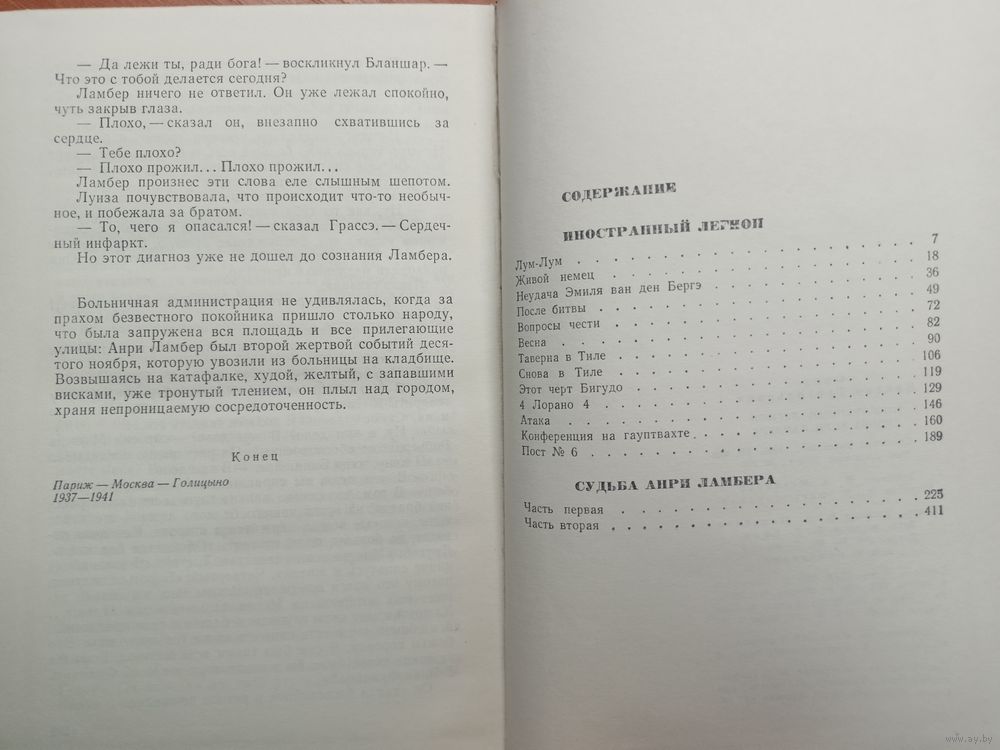 — Да лежи ты, ради бога! — воскликнул Бланшар. —
Что это с тобой делается сегодня?
Ламбер ничего не ответил. Он уже лежал спокойно,
чуть закрыв глаза.
— Плохо, — сказал он, внезапно схватившись за
сердце.
— Тебе плохо?
— Плохо прожил... Плохо прожил...
Ламбер произнес эти слова еле слышным шепотом.
Луиза почувствовала, что происходит что-то необыч-
ное, и побежала за братом.
— То, чего я опасался! — сказал Грассэ. — Сердеч-
ный инфаркт.
Но этот диагноз уже не дошел до сознания Ламбера.
Больничная администрация не удивлялась, когда за
прахом безвестного покойника пришло столько народу,
что была запружена вся площадь и все прилегающие
улицы: Анри Ламбер был второй жертвой событий деся-
того ноября, которую увозили из больницы на кладбище.
Возвышаясь на катафалке, худой, желтый, с запавшими
висками, уже тронутый тлением, он плыл над городом,
храня непроницаемую сосредоточенность.
Конец
Париж — Москва — Голицыно
1937—1941
СОДЕРЖАНИЕ
ИНОСТРАННЫЙ ЛЕГИОН
Лум-Лум . . . . . . . . . . . . . . . . 7
Живой немец . . . . . . . . . . . . . . 18
Неудача Эмиля ван ден Бергэ . . . . . . . . 36
После битвы . . . . . . . . . . . . . . 49
Вопросы чести . . . . . . . . . . . . . 72
Весна . . . . . . . . . . . . . . . . . 82
Таверна в Тиле . . . . . . . . . . . . . 90
Снова в Тиле . . . . . . . . . . . . . . 106
Этот черт Бигудо . . . . . . . . . . . . 119
4 Лорано 4 . . . . . . . . . . . . . . . 129
Атака . . . . . . . . . . . . . . . . . 146
Конференция на гауптвахте . . . . . . . . . 160
Пост № 6 . . . . . . . . . . . . . . . . 189
СУДЬБА АНРИ ЛАМБЕРА
Часть первая . . . . . . . . . . . . . . 225
Часть вторая . . . . . . . . . . . . . . 411
www.ay.by